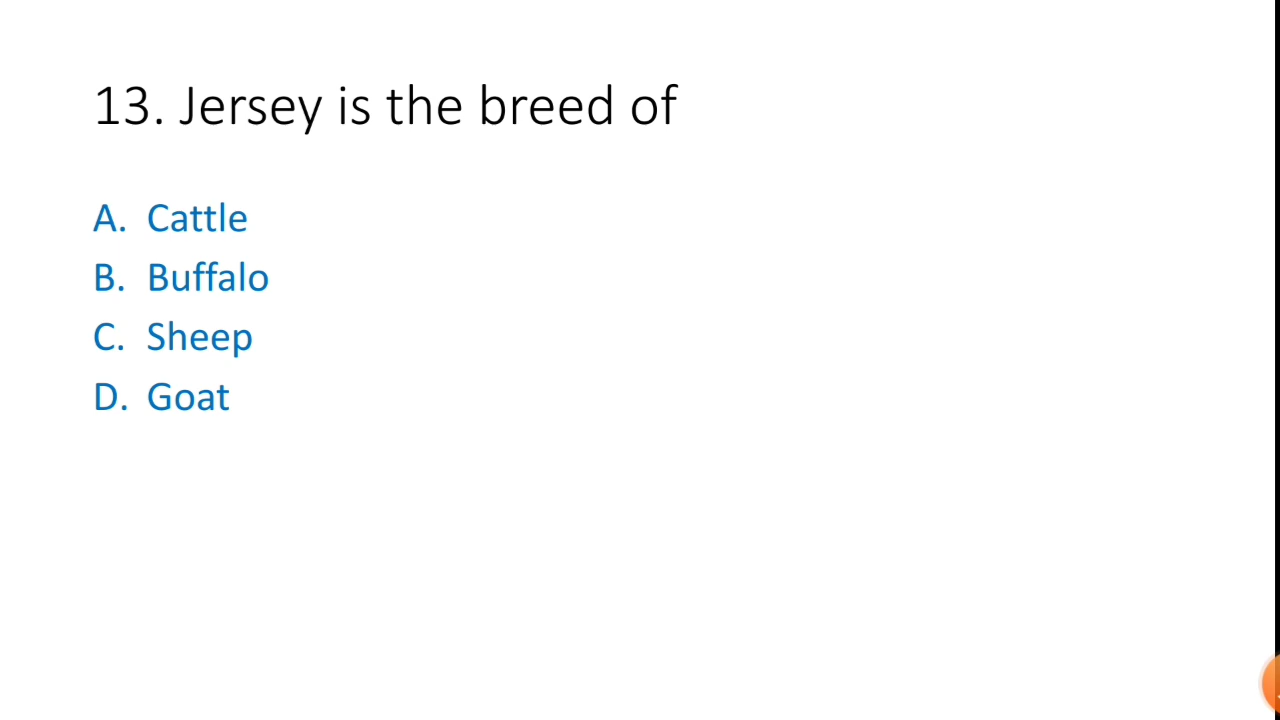 13. Jersey is the breed of
A. Cattle
B. Buffalo
C. Sheep
D. Goat